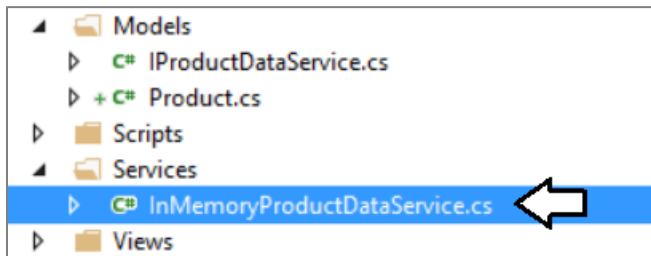 Models
C# IProductDataService.cs
+ C# Product.cs
Scripts
Services
C# InMemoryProductDataService.cs
Views